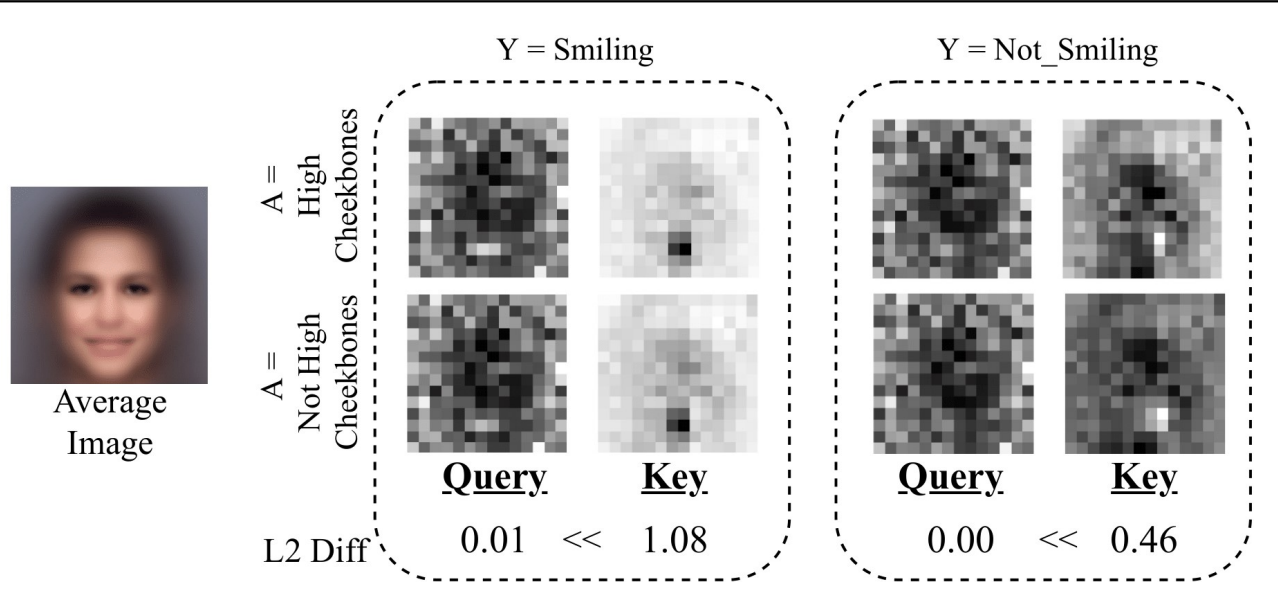 Y = Smiling
Y = Not_Smiling
A =
High
Cheekbones
A =
Not High
Cheekbones
Average
Image
Query
Key
Query
Key
L2 Diff
0.01 << 1.08
0.00 << 0.46